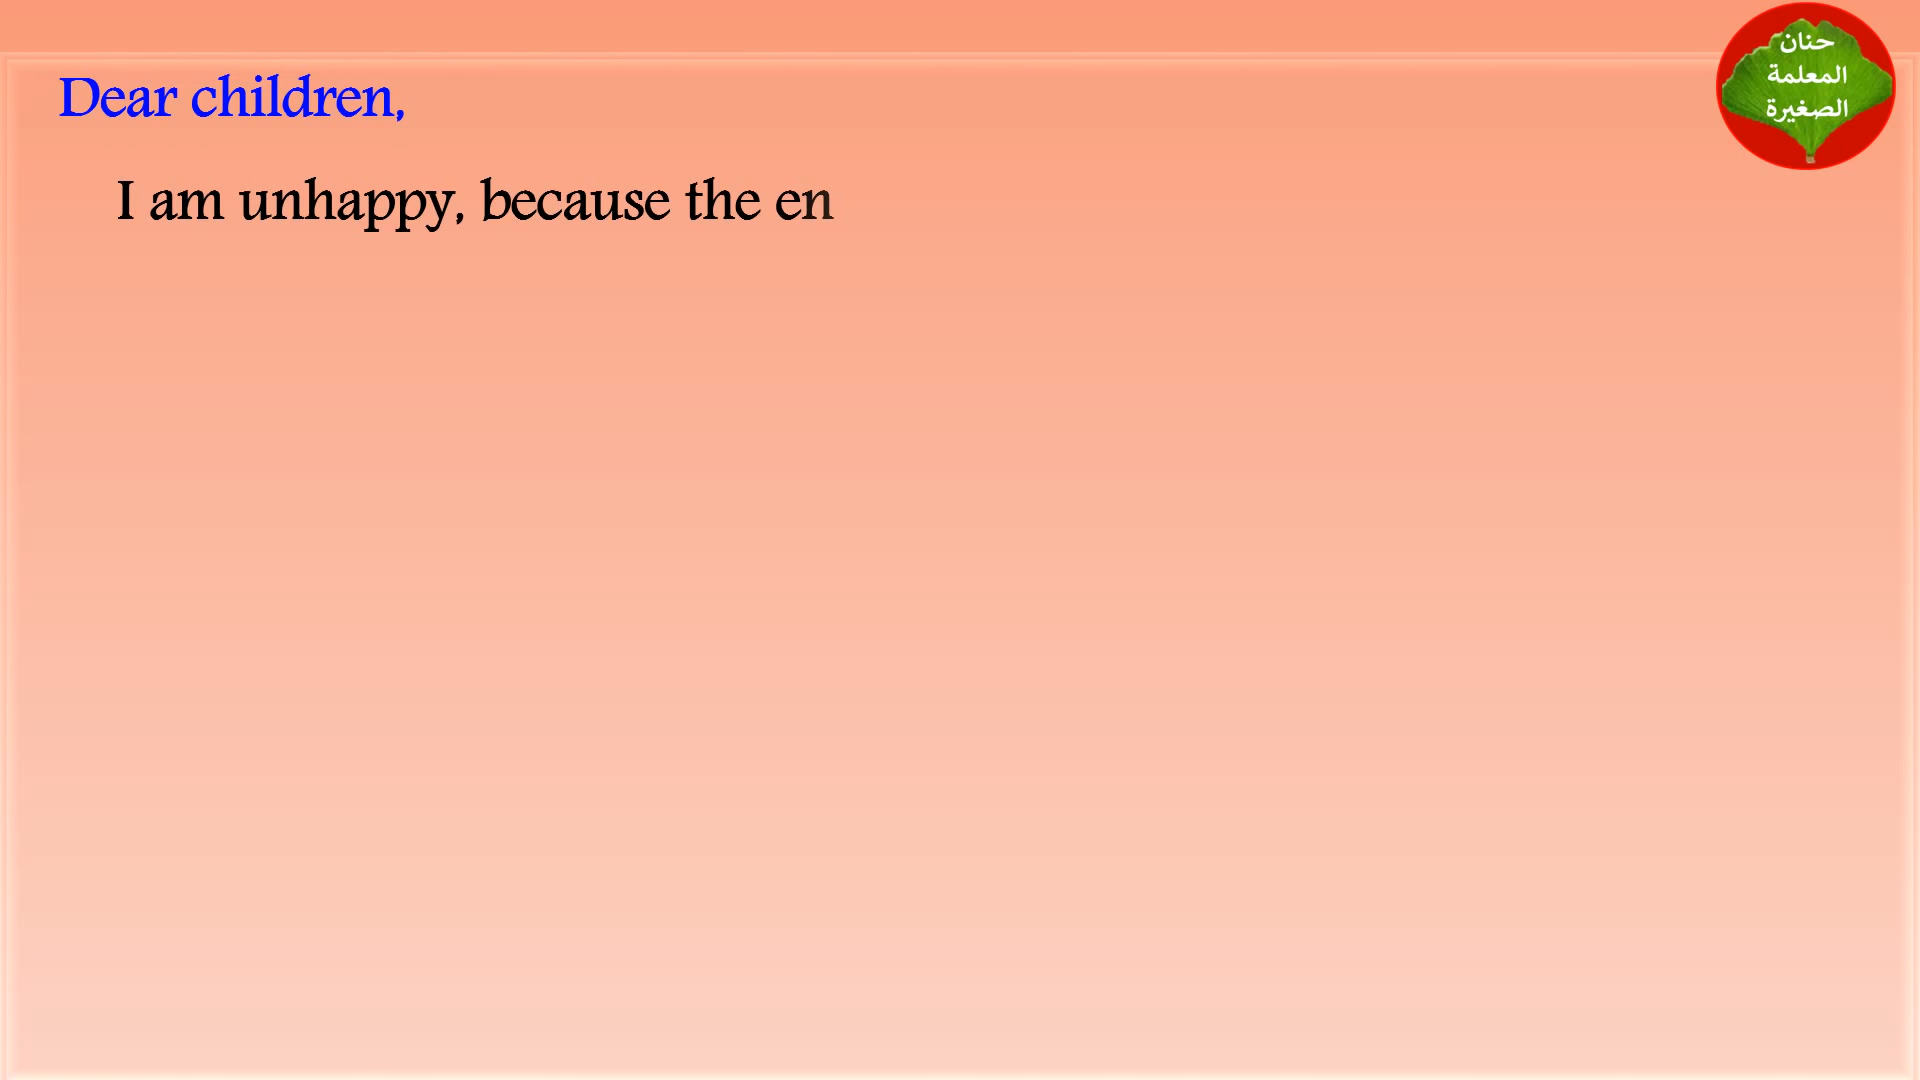 حنان
المعلمة
الصغيرة
Dear children,
I am unhappy, because the en